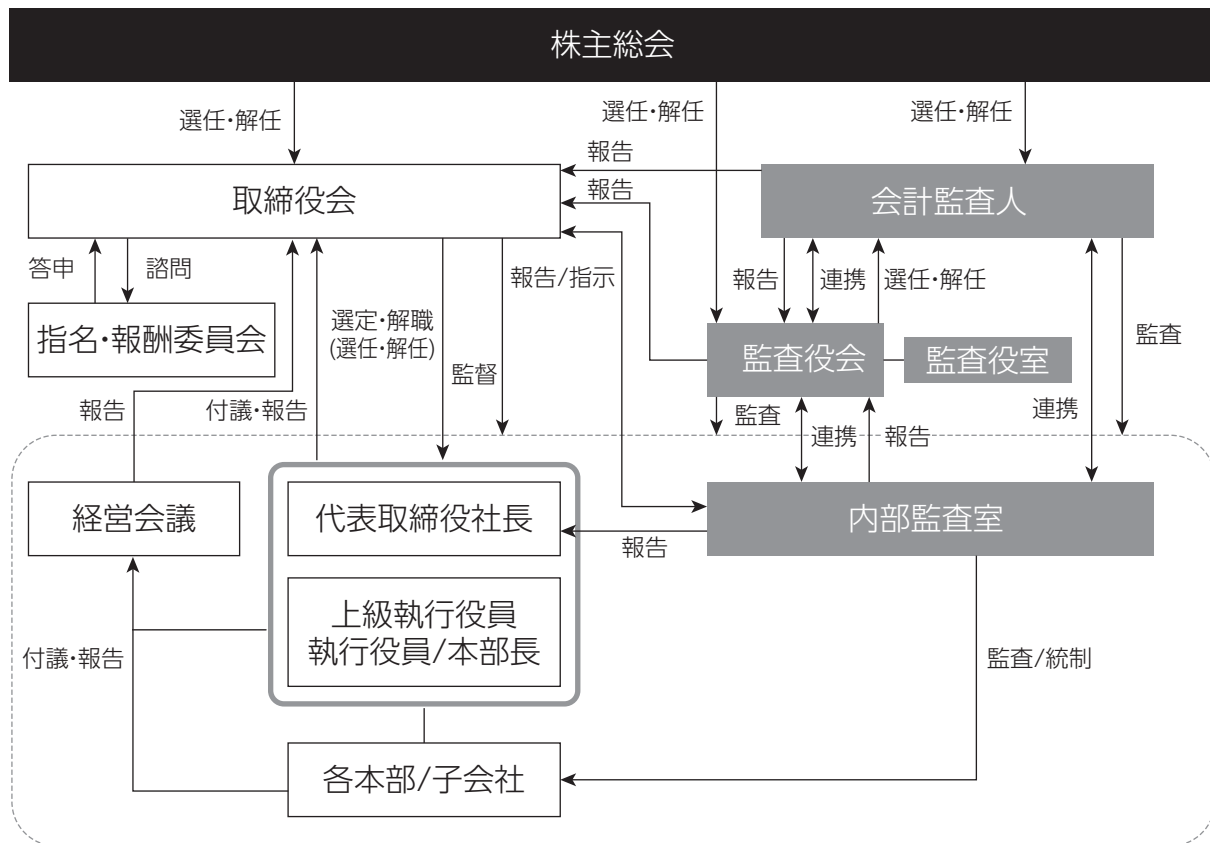 株主総会
選任・解任
選任・解任
選任・解任
報告
取締役会
報告
会計監査人
答申
諮問
報告/指示
報告
連携
選任・解任
指名・報酬委員会
選定・解職
(選任・解任)
監督
監査役会
監査役室
監査
報告
付議・報告
監査
連携
報告
連携
経営会議
代表取締役社長
報告
内部監査室
上級執行役員
執行役員/本部長
付議・報告
監査/統制
各本部/子会社